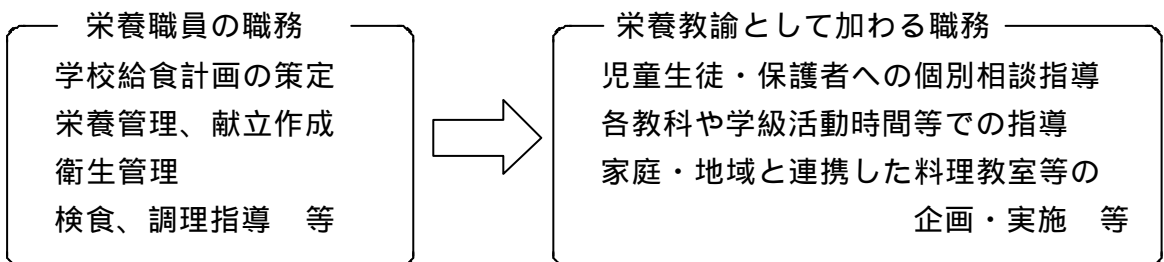 栄養職員の職務
学校給食計画の策定
栄養管理、献立作成
衛生管理
検食、調理指導　等
栄養教諭として加わる職務
児童生徒・保護者への個別相談指導
各教科や学級活動時間等での指導
家庭・地域と連携した料理教室等の
企画・実施　等